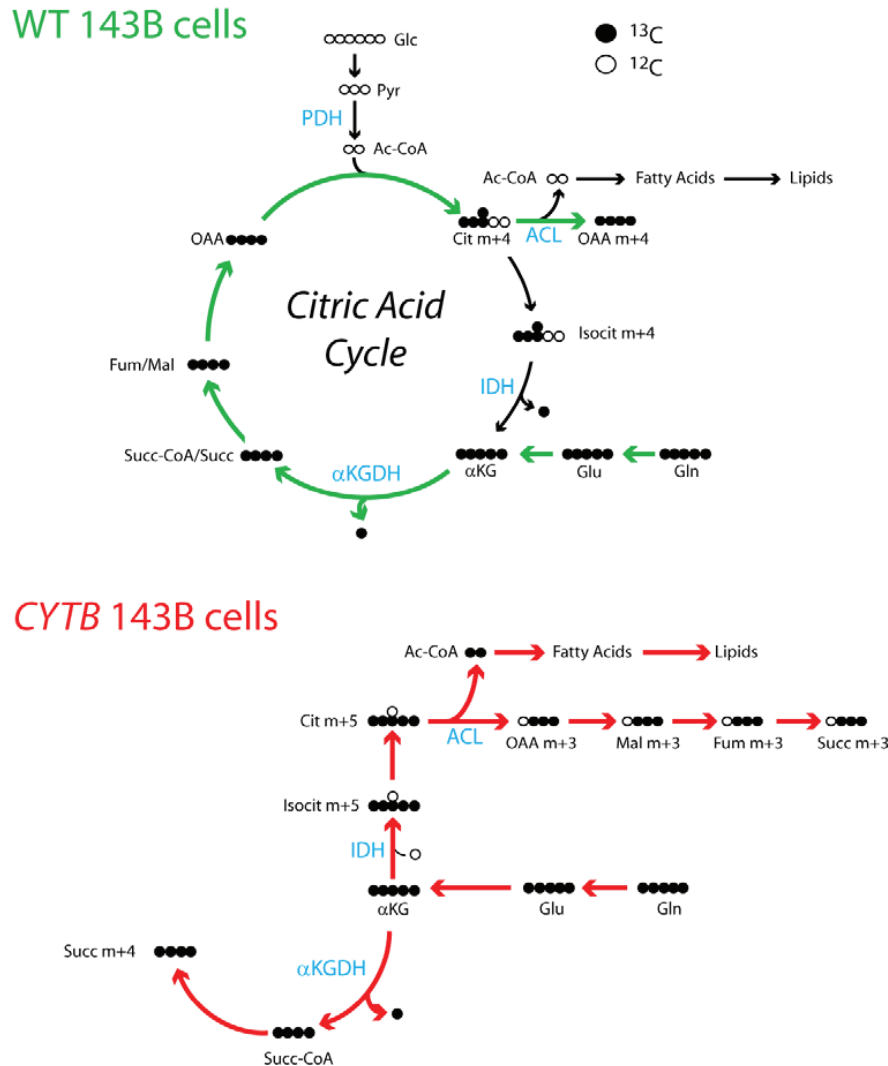 WT 143B cells
Glc
¹³C
¹²C
Pyr
PDH
Ac-CoA
Ac-CoA
Fatty Acids
Lipids
OAA
Cit m+4
ACL
OAA m+4
Citric Acid
Cycle
Isocit m+4
Fum/Mal
IDH
Succ-CoA/Succ
αKGDH
αKG
Glu
Gln
CYTB 143B cells
Ac-CoA
Fatty Acids
Lipids
Cit m+5
ACL
OAA m+3
Mal m+3
Fum m+3
Succ m+3
Isocit m+5
IDH
αKG
Glu
Gln
Succ m+4
αKGDH
Succ-CoA